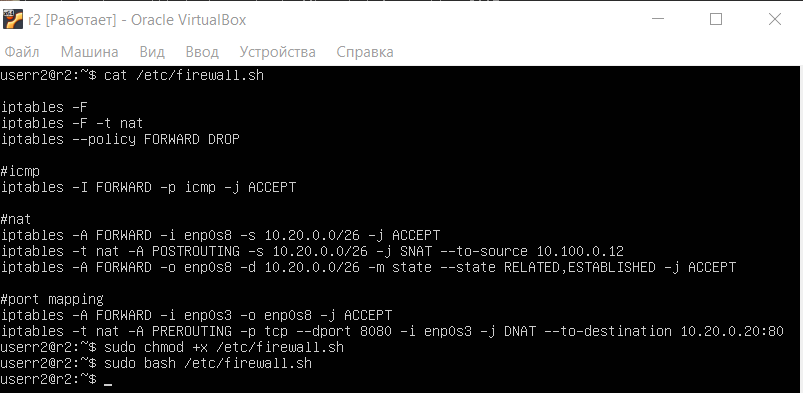 r2 [Работает] - Oracle VirtualBox
Файл Машина Вид Ввод Устройства Справка
userr2@r2:~$ cat /etc/firewall.sh
iptables -F
iptables -F -t nat
iptables --policy FORWARD DROP
#icmp
iptables -I FORWARD -p icmp -j ACCEPT
#nat
iptables -A FORWARD -i enp0s8 -s 10.20.0.0/26 -j ACCEPT
iptables -t nat -A POSTROUTING -s 10.20.0.0/26 -j SNAT --to-source 10.100.0.12
iptables -A FORWARD -o enp0s8 -d 10.20.0.0/26 -m state --state RELATED,ESTABLISHED -j ACCEPT
#port mapping
iptables -A FORWARD -i enp0s3 -o enp0s8 -j ACCEPT
iptables -t nat -A PREROUTING -p tcp --dport 8080 -i enp0s3 -j DNAT --to-destination 10.20.0.20:80
userr2@r2:~$ sudo chmod +x /etc/firewall.sh
userr2@r2:~$ sudo bash /etc/firewall.sh
userr2@r2:~$ _